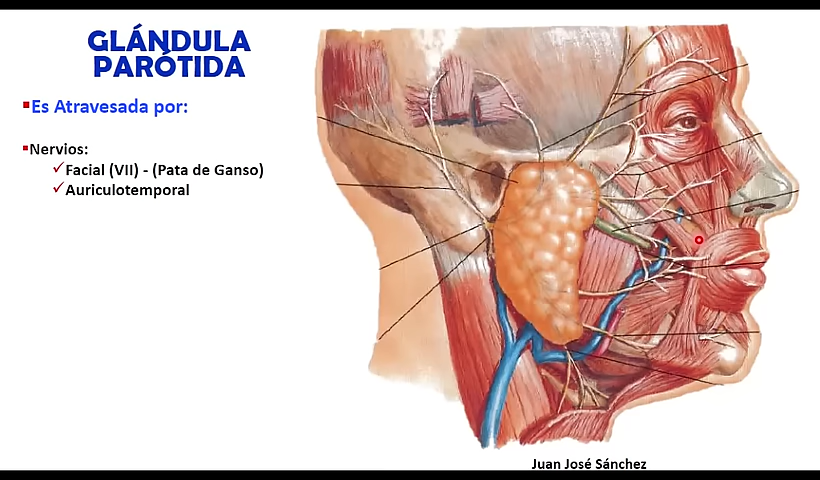 GLÁNDULA
PARÓTIDA
▪Es Atravesada por:
▪Nervios:
✓Facial (VII) - (Pata de Ganso)
✓Auriculotemporal
Juan José Sánchez